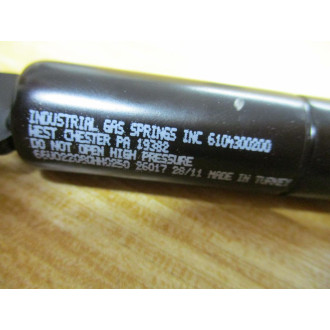 INDUSTRIAL GAS SPRINGS INC 6104300200
WEST CHESTER PA 19382
DO NOT OPEN HIGH PRESSURE
26017 28/11 MADE IN TURKEY